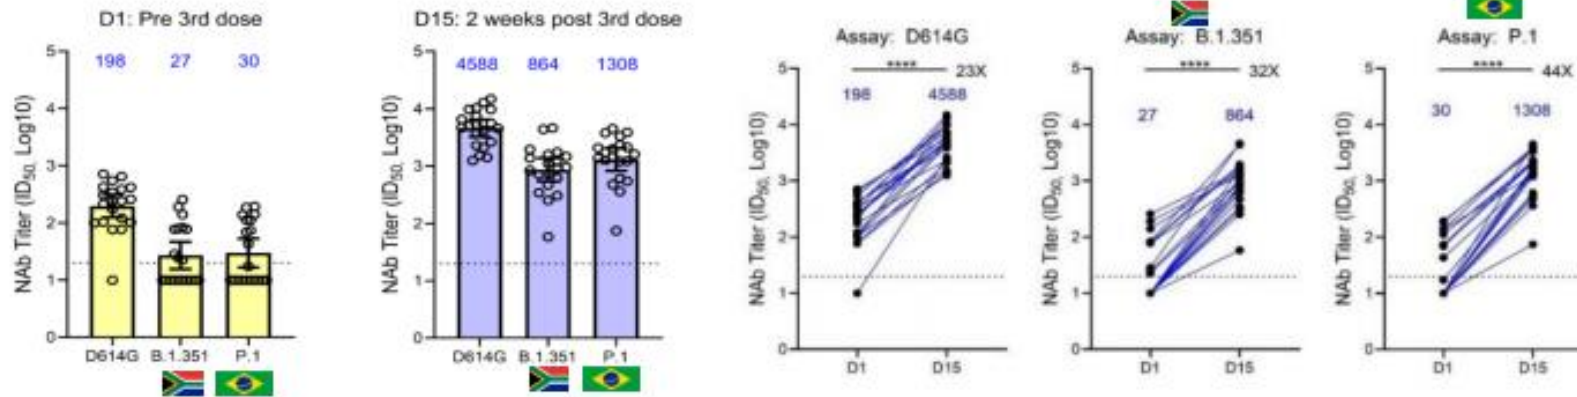 D1: Pre 3rd dose
198 27 30
NAb Titer (ID50, Log10)
5
4
3
2
1
0
D614G B.1.351 P.1
D15: 2 weeks post 3rd dose
4588 864 1308
NAb Titer (ID50, Log10)
5
4
3
2
1
0
D614G B.1.351 P.1
Assay: D614G
**** 23X
198 4588
NAb Titer (ID50, Log10)
5
4
3
2
1
0
D1 D15
Assay: B.1.351
**** 32X
27 864
NAb Titer (ID50, Log10)
5
4
3
2
1
0
D1 D15
Assay: P.1
**** 44X
30 1308
NAb Titer (ID50, Log10)
5
4
3
2
1
0
D1 D15